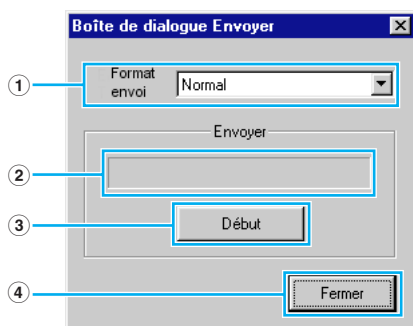 Boîte de dialogue Envoyer
1
Format
envoi
Normal
Envoyer
2
3
Début
4
Fermer